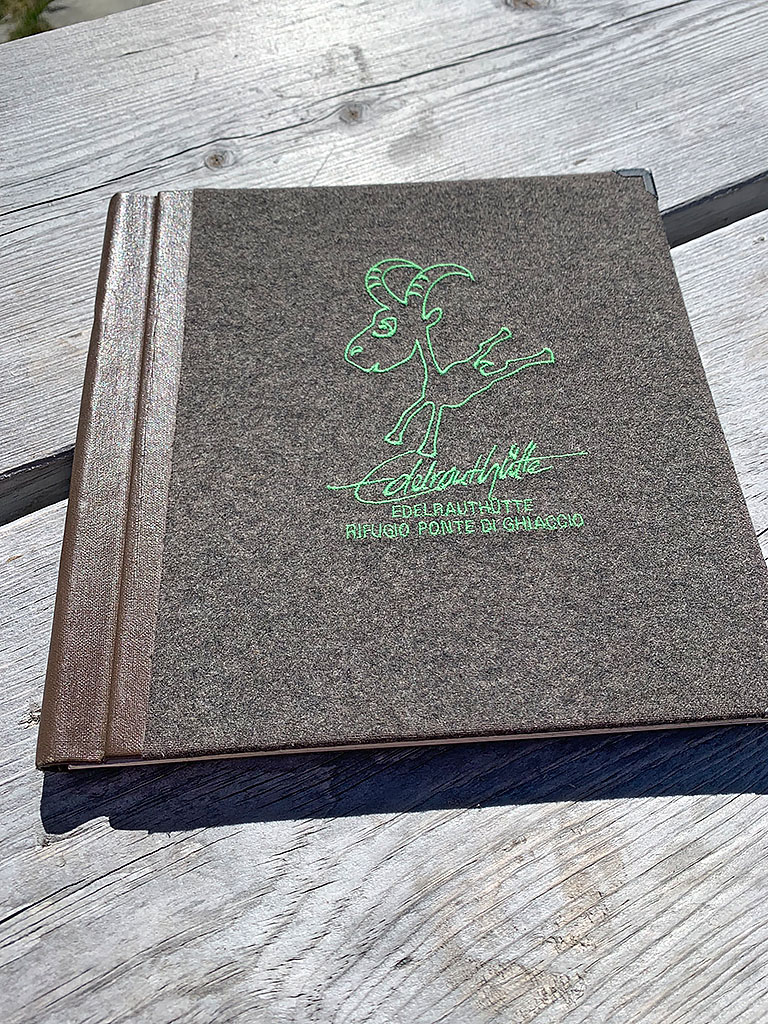 Edelrauthütte
EDELRAUTHÜTTE
RIFUGIO PONTE DI GHIACCIO